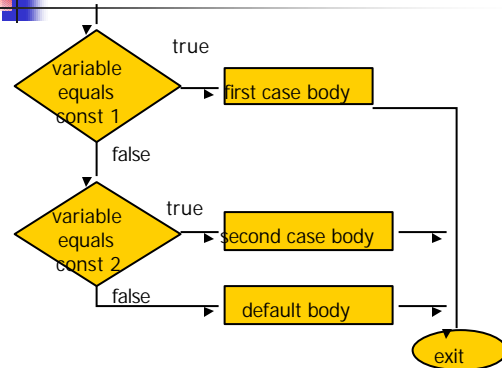 true
variable
equals
const 1
first case body
false
variable
equals
const 2
true
second case body
false
default body
exit